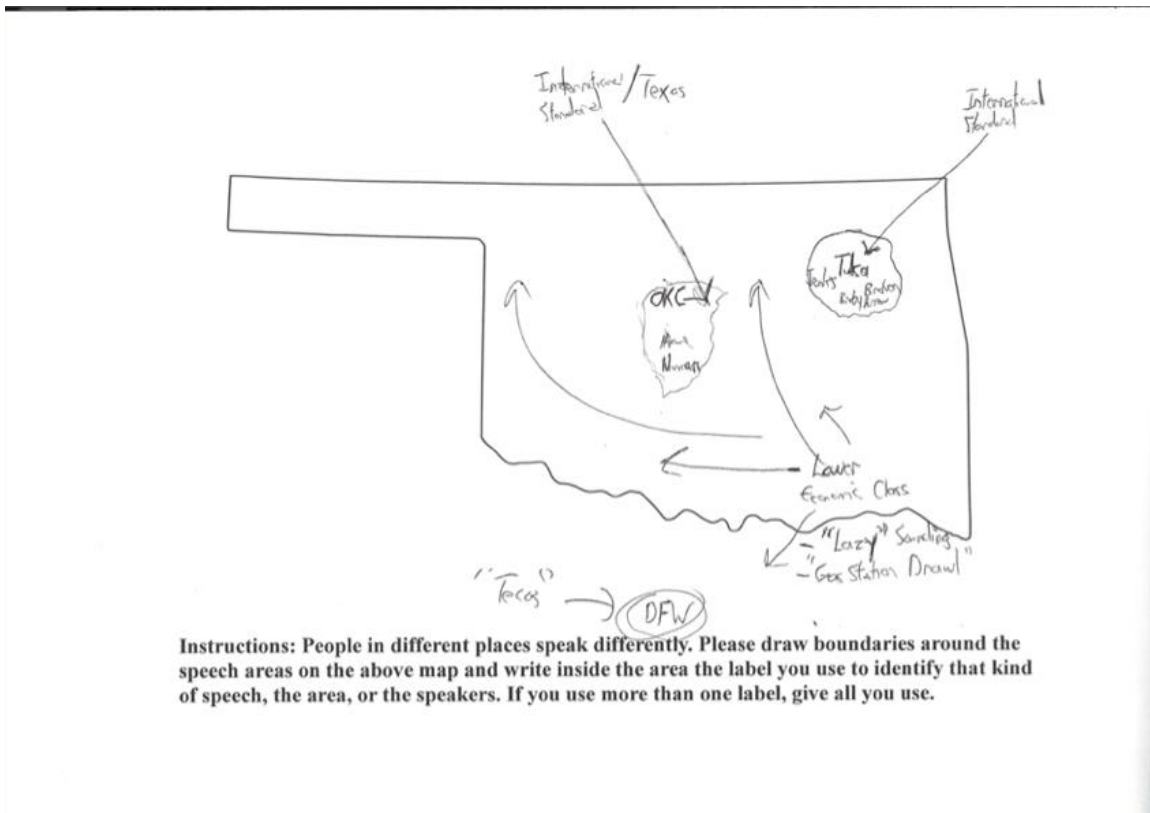 International / Texas
Standard
International
Standard
OKC
Norman
Jenks Tulsa
Bixby Broken
Arrow
Lower
Economic Class
- "Lazy" Sounding
- "Gas Station Drawl"
"Texas"
DFW
Instructions: People in different places speak differently. Please draw boundaries around the
speech areas on the above map and write inside the area the label you use to identify that kind
of speech, the area, or the speakers. If you use more than one label, give all you use.